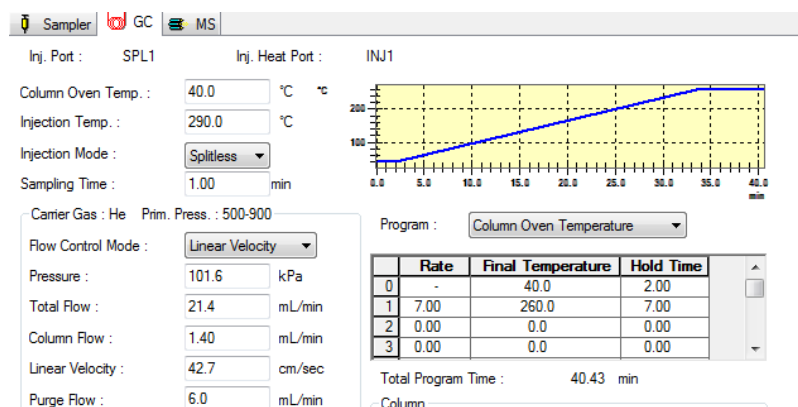 Sampler GC MS
Inj. Port : SPL1 Inj. Heat Port : INJ1
Column Oven Temp. : 40.0 °C °C
Injection Temp. : 290.0 °C
Injection Mode : Splitless
Sampling Time : 1.00 min
Carrier Gas : He Prim. Press. : 500-900
Flow Control Mode : Linear Velocity
Pressure : 101.6 kPa
Total Flow : 21.4 mL/min
Column Flow : 1.40 mL/min
Linear Velocity : 42.7 cm/sec
Purge Flow : 6.0 mL/min
200
100
0.0 5.0 10.0 15.0 20.0 25.0 30.0 35.0 40.0
min
Program : Column Oven Temperature
Rate Final Temperature Hold Time
0 - 40.0 2.00
1 7.00 260.0 7.00
2 0.00 0.0 0.00
3 0.00 0.0 0.00
Total Program Time : 40.43 min
Column